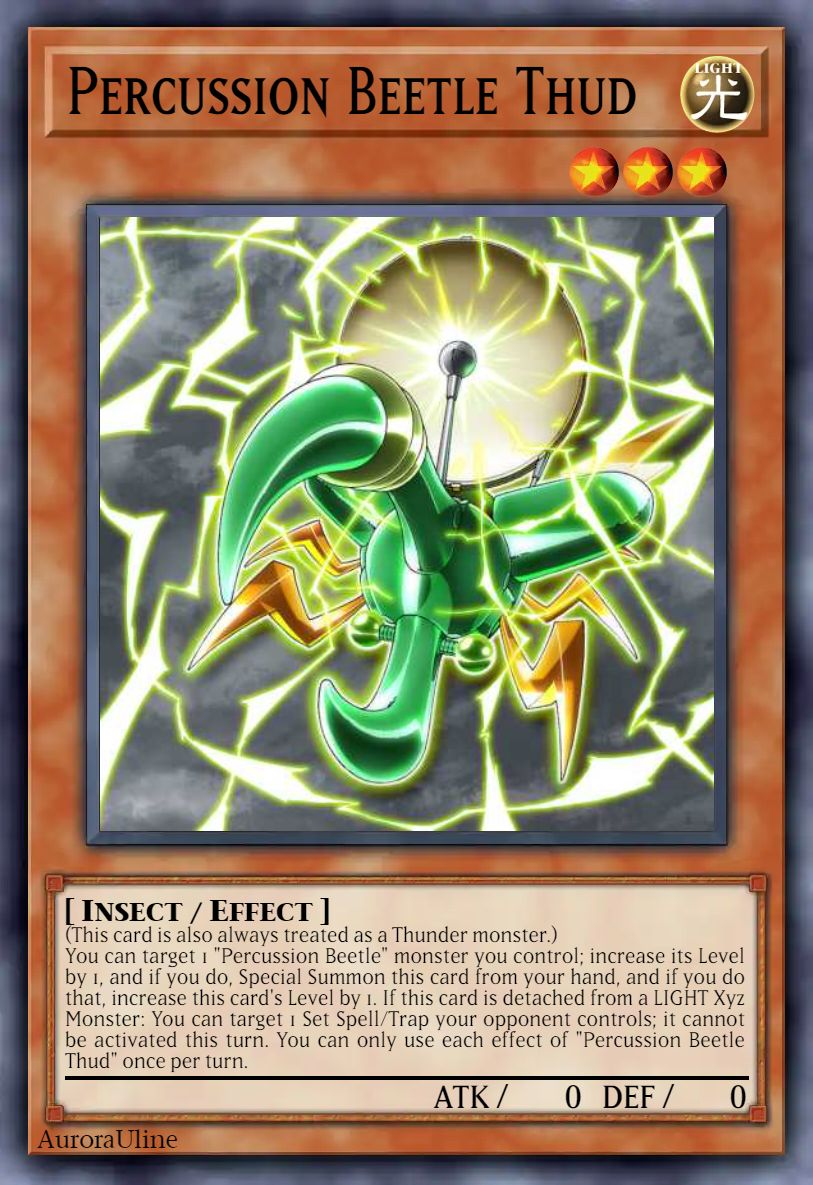 Percussion Beetle Thud
LIGHT
光
[ Insect / Effect ]
(This card is also always treated as a Thunder monster.)
You can target 1 "Percussion Beetle" monster you control; increase its Level
by 1, and if you do, Special Summon this card from your hand, and if you do
that, increase this card's Level by 1. If this card is detached from a LIGHT Xyz
Monster: You can target 1 Set Spell/Trap your opponent controls; it cannot
be activated this turn. You can only use each effect of "Percussion Beetle
Thud" once per turn.
ATK / 0 DEF / 0
AuroraUline